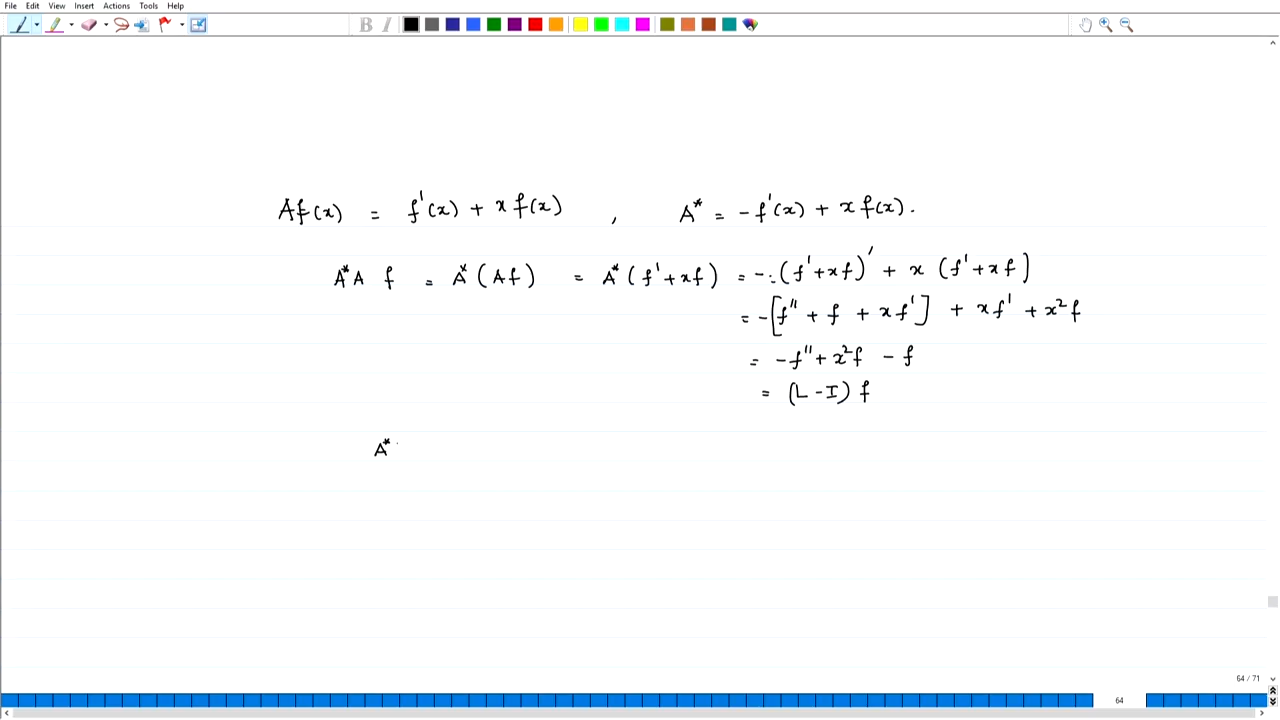 File Edit View Insert Actions Tools Help
B I
Af(x) = f'(x) + x f(x) , A* = -f'(x) + x f(x).
A*A f = A*(Af) = A*(f'+xf) = -:(f'+xf)' + x (f'+xf)
= -[f'' + f + xf'] + xf' + x²f
= -f'' + x²f - f
= (L-I) f
A*
64 / 71
64